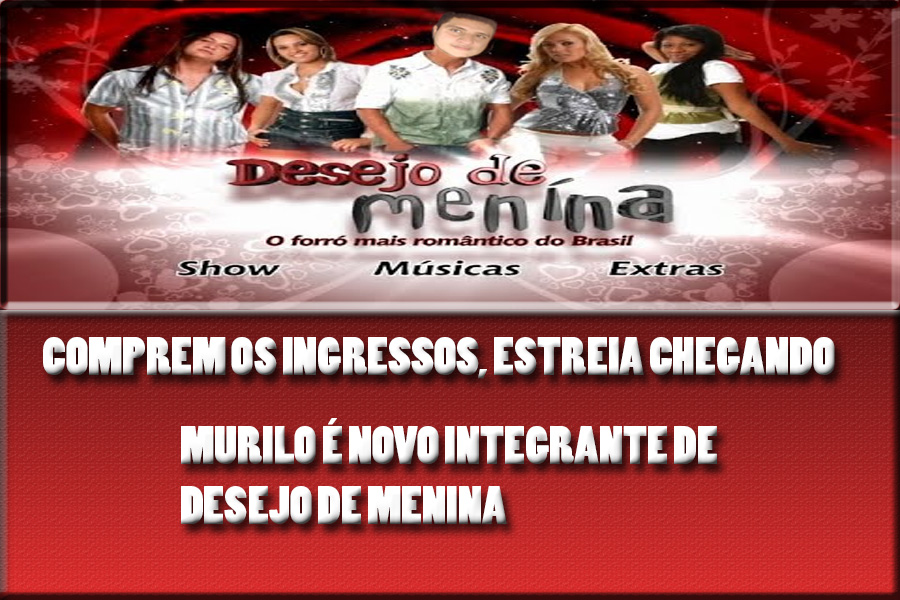 Desejo de
menina
O forró mais romântico do Brasil
Show Músicas Extras
COMPREM OS INGRESSOS, ESTREIA CHEGANDO
MURILO É NOVO INTEGRANTE DE
DESEJO DE MENINA